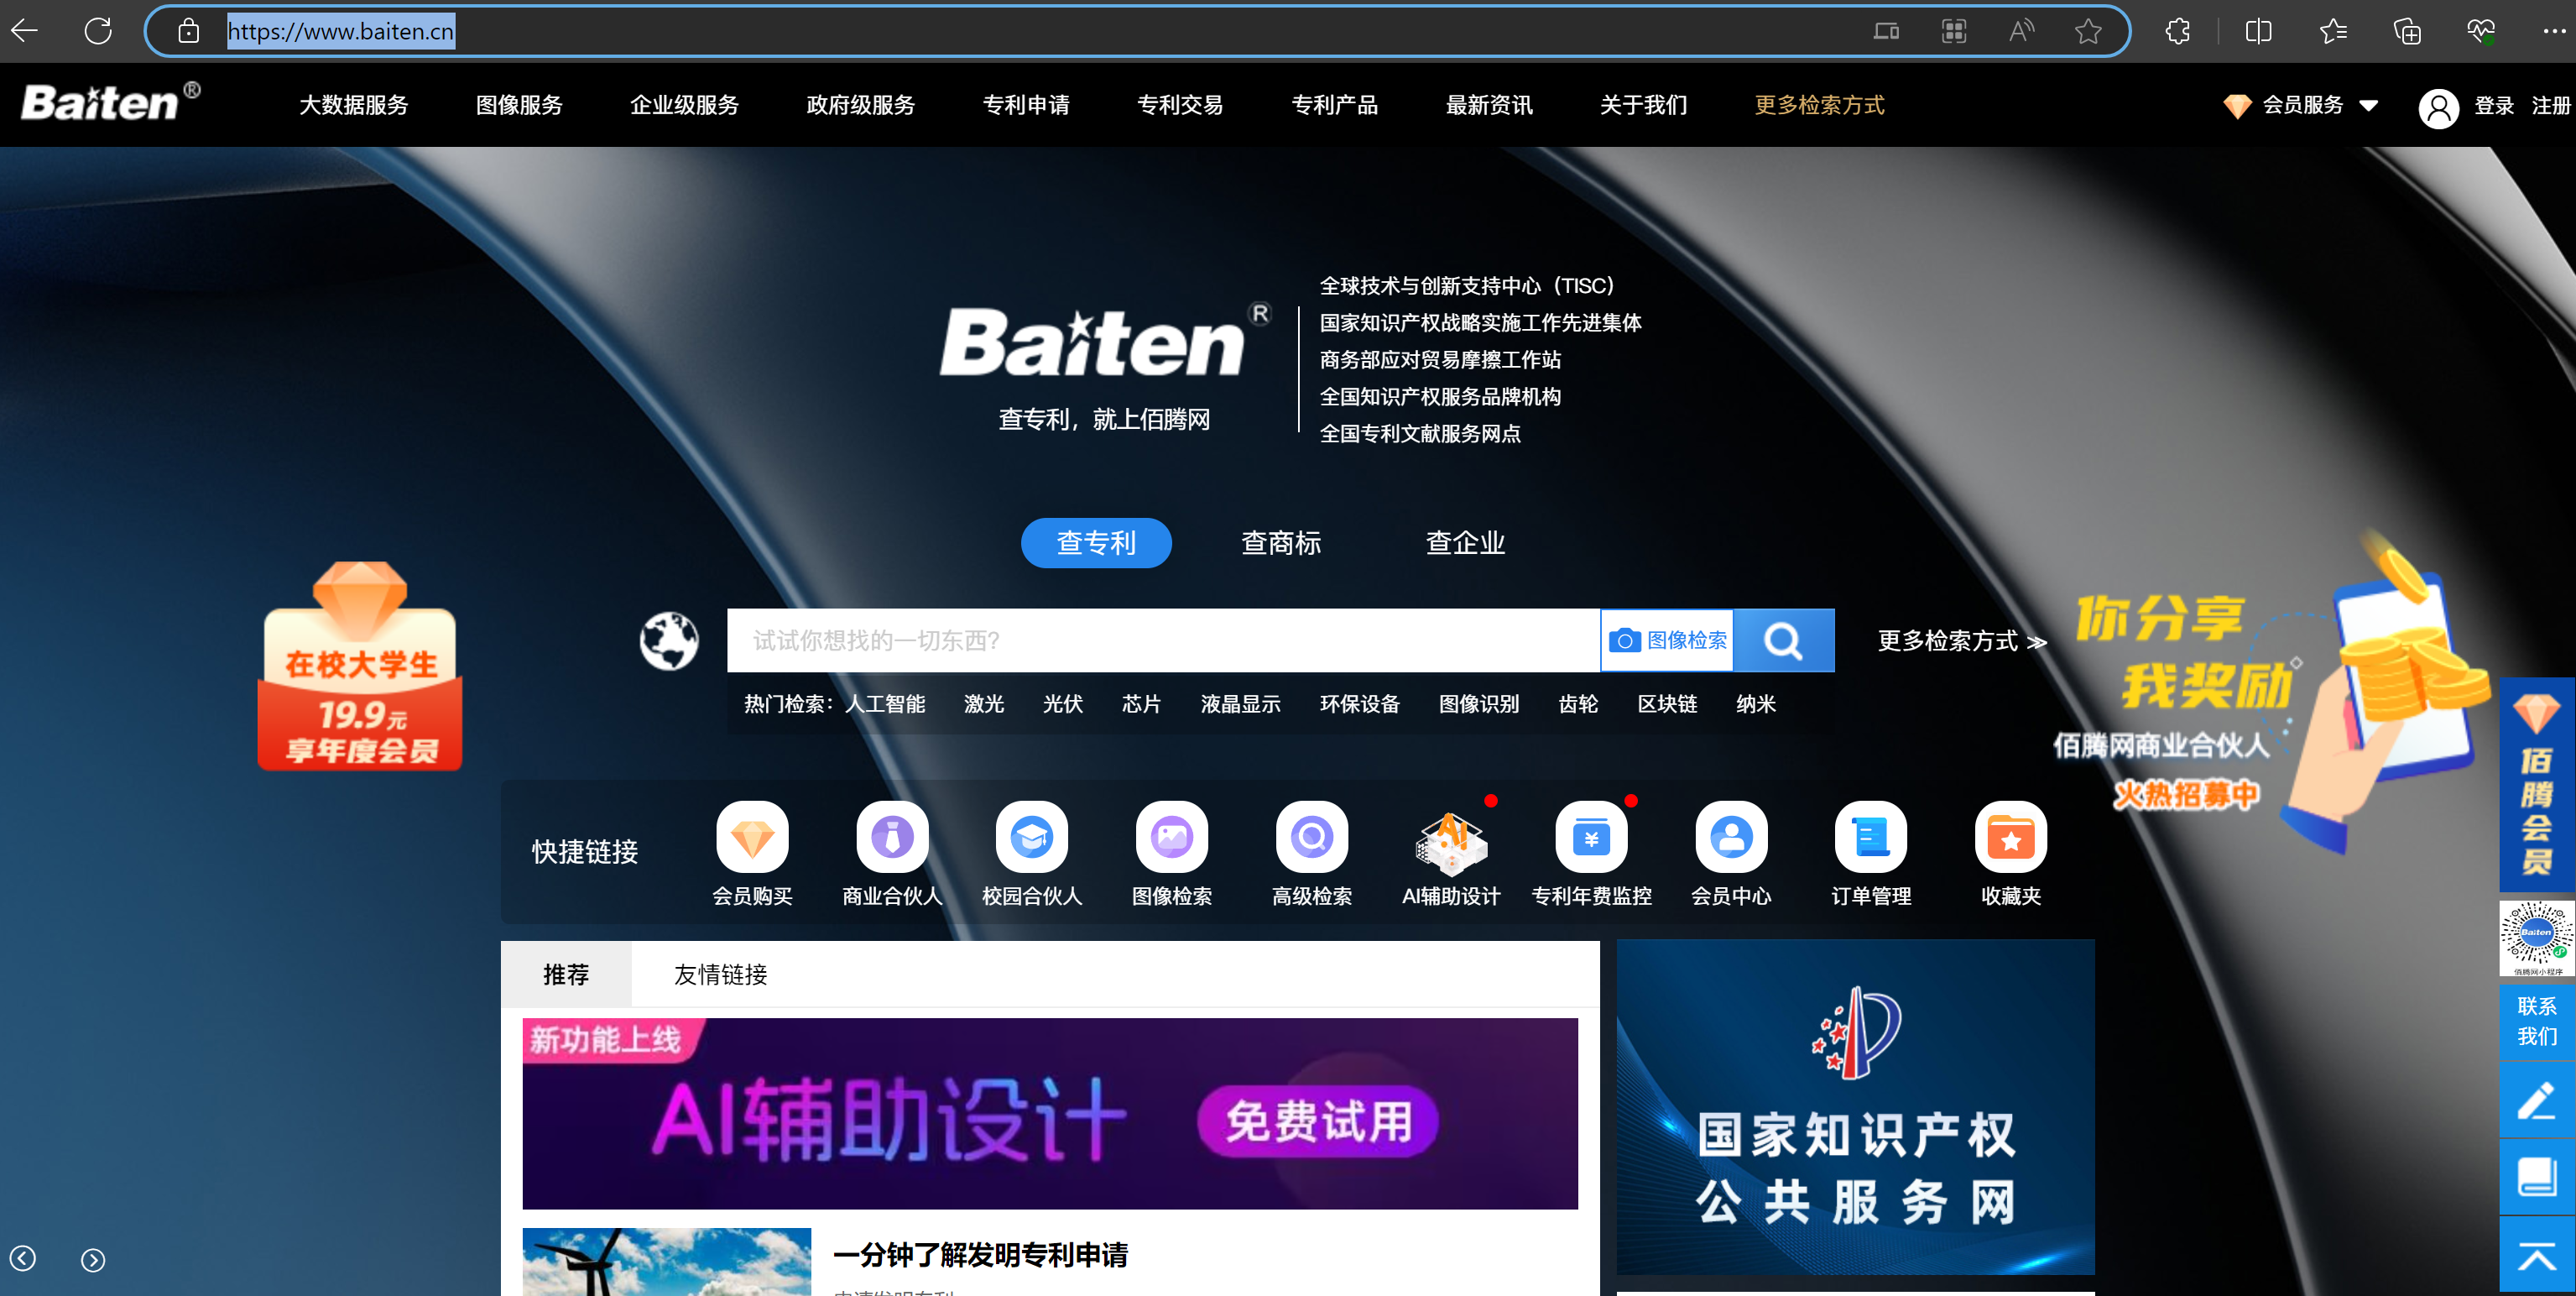 https://www.baiten.cn
Baiten® 大数据服务 图像服务 企业级服务 政府级服务 专利申请 专利交易 专利产品 最新资讯 关于我们 更多检索方式 会员服务 登录 注册
全球技术与创新支持中心（TISC）
国家知识产权战略实施工作先进集体
Baiten®
商务部应对贸易摩擦工作站
全国知识产权服务品牌机构
查专利，就上佰腾网
全国专利文献服务网点
查专利 查商标 查企业
试试你想找的一切东西? 图像检索 更多检索方式 ≫
热门检索：人工智能 激光 光伏 芯片 液晶显示 环保设备 图像识别 齿轮 区块链 纳米
在校大学生
19.9元
享年度会员
你分享
我奖励
佰腾网商业合伙人
火热招募中
佰腾会员
快捷链接
会员购买 商业合伙人 校园合伙人 图像检索 高级检索 AI辅助设计 专利年费监控 会员中心 订单管理 收藏夹
Baiten
佰腾网小程序
联系
我们
推荐 友情链接
新功能上线
AI辅助设计 免费试用
国家知识产权
公共服务网
一分钟了解发明专利申请